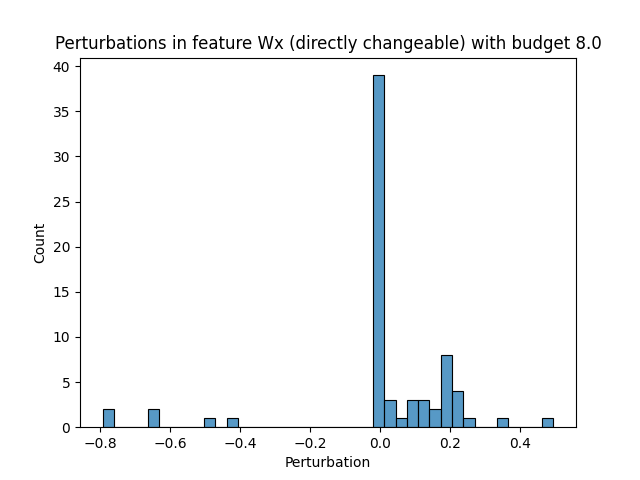 Perturbations in feature Wx (directly changeable) with budget 8.0
40
35
30
25
20
15
10
5
0
Count
−0.8 −0.6 −0.4 −0.2 0.0 0.2 0.4
Perturbation